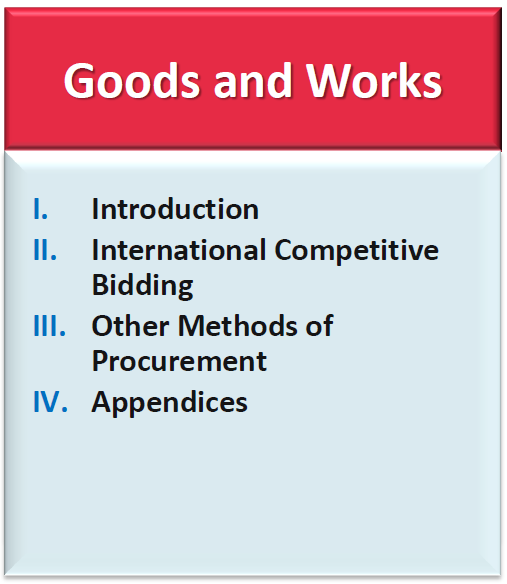 Goods and Works
I. Introduction
II. International Competitive
Bidding
III. Other Methods of
Procurement
IV. Appendices